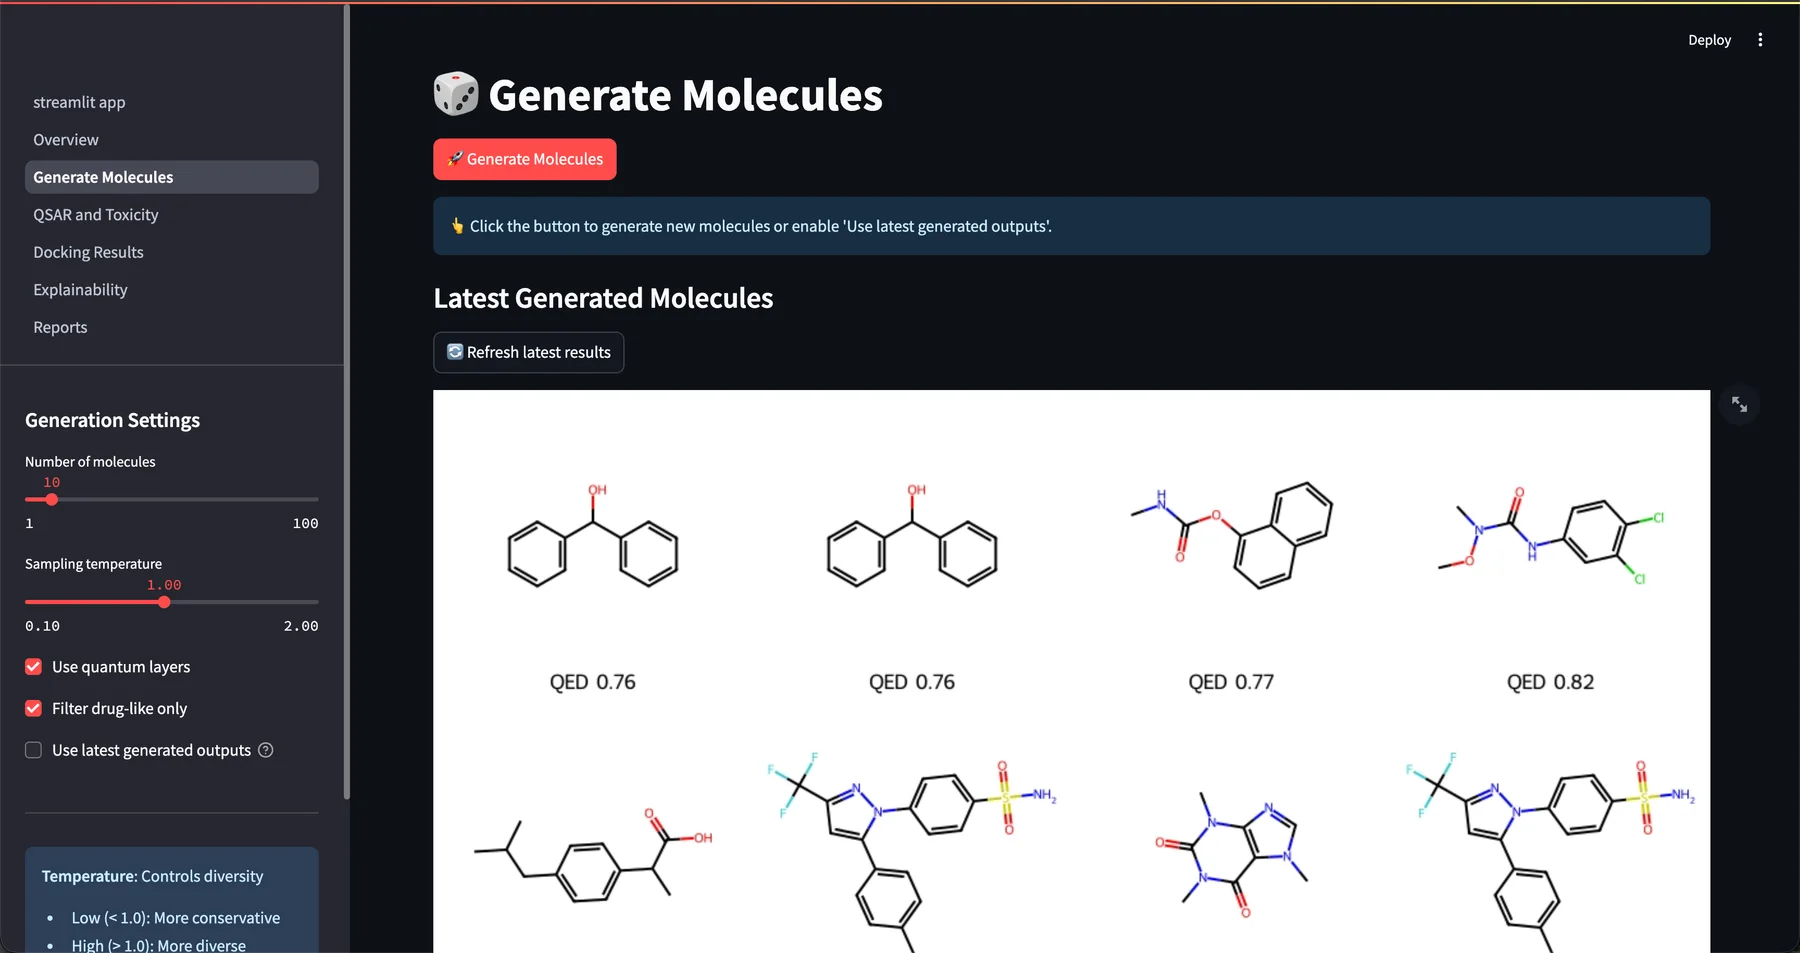 Deploy
streamlit app
Overview
Generate Molecules
QSAR and Toxicity
Docking Results
Explainability
Reports
Generation Settings
Number of molecules
10
1 100
Sampling temperature
1.00
0.10 2.00
Use quantum layers
Filter drug-like only
Use latest generated outputs
Temperature: Controls diversity
• Low (< 1.0): More conservative
• High (> 1.0): More diverse
Generate Molecules
Generate Molecules
Click the button to generate new molecules or enable 'Use latest generated outputs'.
Latest Generated Molecules
Refresh latest results
OH
OH
H
N
O
O
O
N
O
N
H
Cl
Cl
QED 0.76
QED 0.76
QED 0.77
QED 0.82
O
OH
F
F
F
N
N
O
S
NH2
O
N
N
O
N
N
O
F
F
F
N
N
O
S
NH2
O